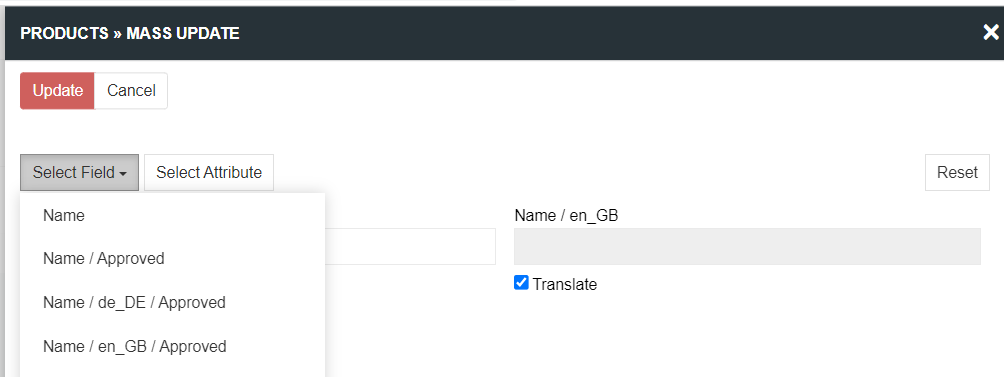 PRODUCTS » MASS UPDATE
Update Cancel
Select Field Select Attribute Reset
Name
Name / Approved
Name / de_DE / Approved
Name / en_GB / Approved
Name / en_GB
Translate